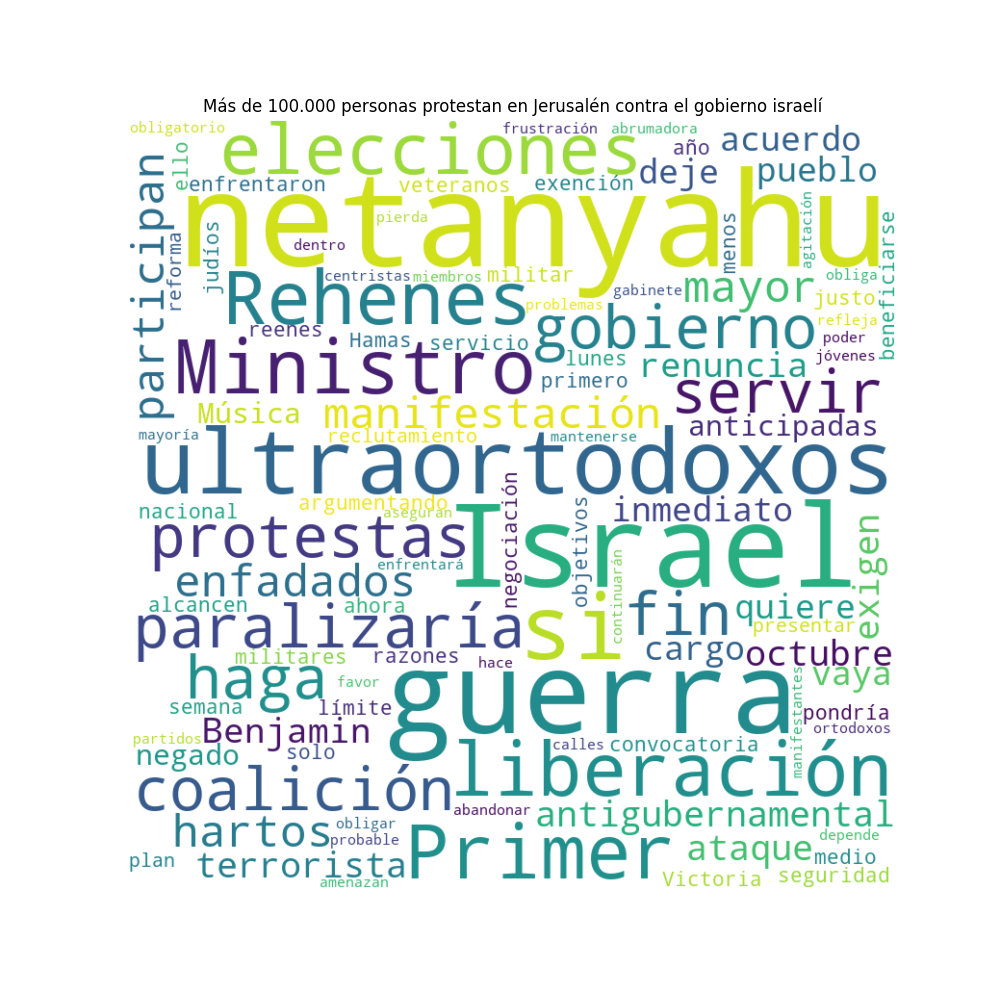 Más de 100.000 personas protestan en Jerusalén contra el gobierno israelí
obligatorio
elecciones
frustración
abrumadora
año
acuerdo
ello
enfrentaron
veteranos
exención
deje
pueblo
participan
netanyahu
pierda
dentro
judíos
reforma
menos
agitación
beneficiarse
centristas
miembros
militar
gabinete
obliga
Rehenes
problemas
mayor
justo
reenes
Hamas
servicio
gobierno
refleja
poder
lunes
renuncia
jóvenes
Ministro
primero
servir
Música
manifestación
anticipadas
mayoría
reclutamiento
mantenerse
ultraortodoxos
nacional
argumentando
aseguran
negociación
objetivos
inmediato
protestas
Israel
exigen
enfrentará
continuarán
enfadados
alcancen
ahora
si
fin
quiere
paralizaría
presentar
cargo
octubre
militares
razones
hace
haga
favor
guerra
manifestantes
vaya
semana
límite
pondría
Benjamin
ortodoxos
partidos
solo
calles
convocatoria
negado
coalición
liberación
abandonar
antigubernamental
hartos
obligar
probable
depende
plan
terrorista
Primer
ataque
medio
amenazan
Victoria
seguridad